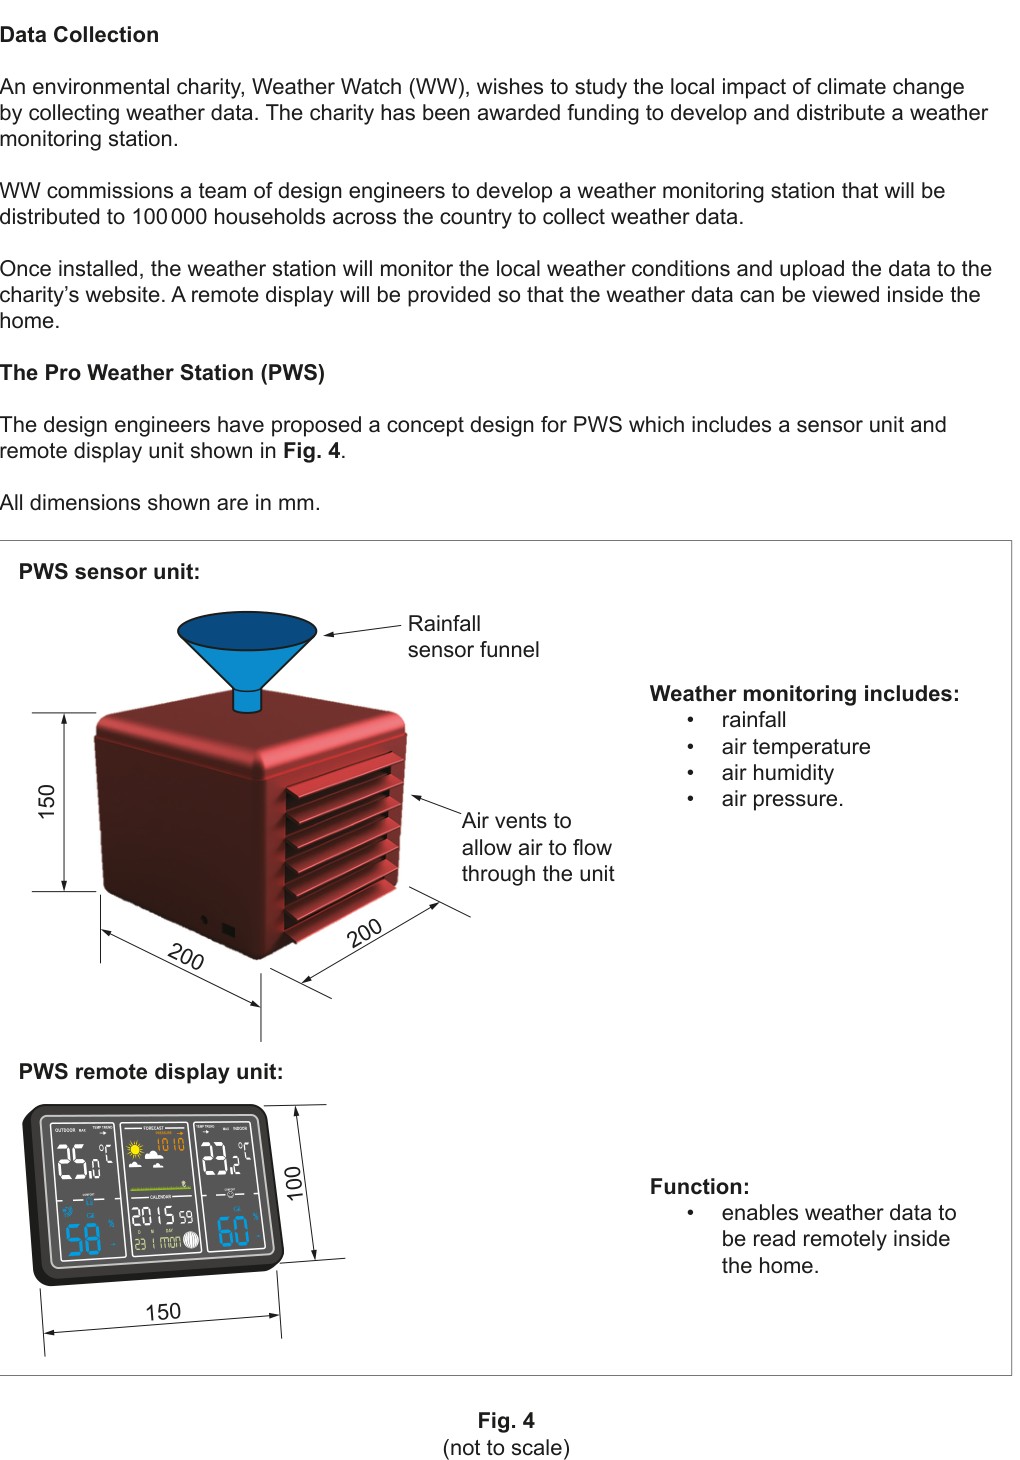 Data Collection
An environmental charity, Weather Watch (WW), wishes to study the local impact of climate change
by collecting weather data. The charity has been awarded funding to develop and distribute a weather
monitoring station.
WW commissions a team of design engineers to develop a weather monitoring station that will be
distributed to 100 000 households across the country to collect weather data.
Once installed, the weather station will monitor the local weather conditions and upload the data to the
charity’s website. A remote display will be provided so that the weather data can be viewed inside the
home.
The Pro Weather Station (PWS)
The design engineers have proposed a concept design for PWS which includes a sensor unit and
remote display unit shown in Fig. 4.
All dimensions shown are in mm.
PWS sensor unit:
Rainfall
sensor funnel
Weather monitoring includes:
• rainfall
• air temperature
• air humidity
• air pressure.
150
Air vents to
allow air to flow
through the unit
200
200
PWS remote display unit:
OUTDOOR MAX TEMP TREND
FORECAST
TEMP TREND MAX INDOOR
25.0 °C
1010
23.2 °C
CALENDAR
2015 59
DAY
58 %
23 1 MON
60 %
100
150
Function:
• enables weather data to
be read remotely inside
the home.
Fig. 4
(not to scale)